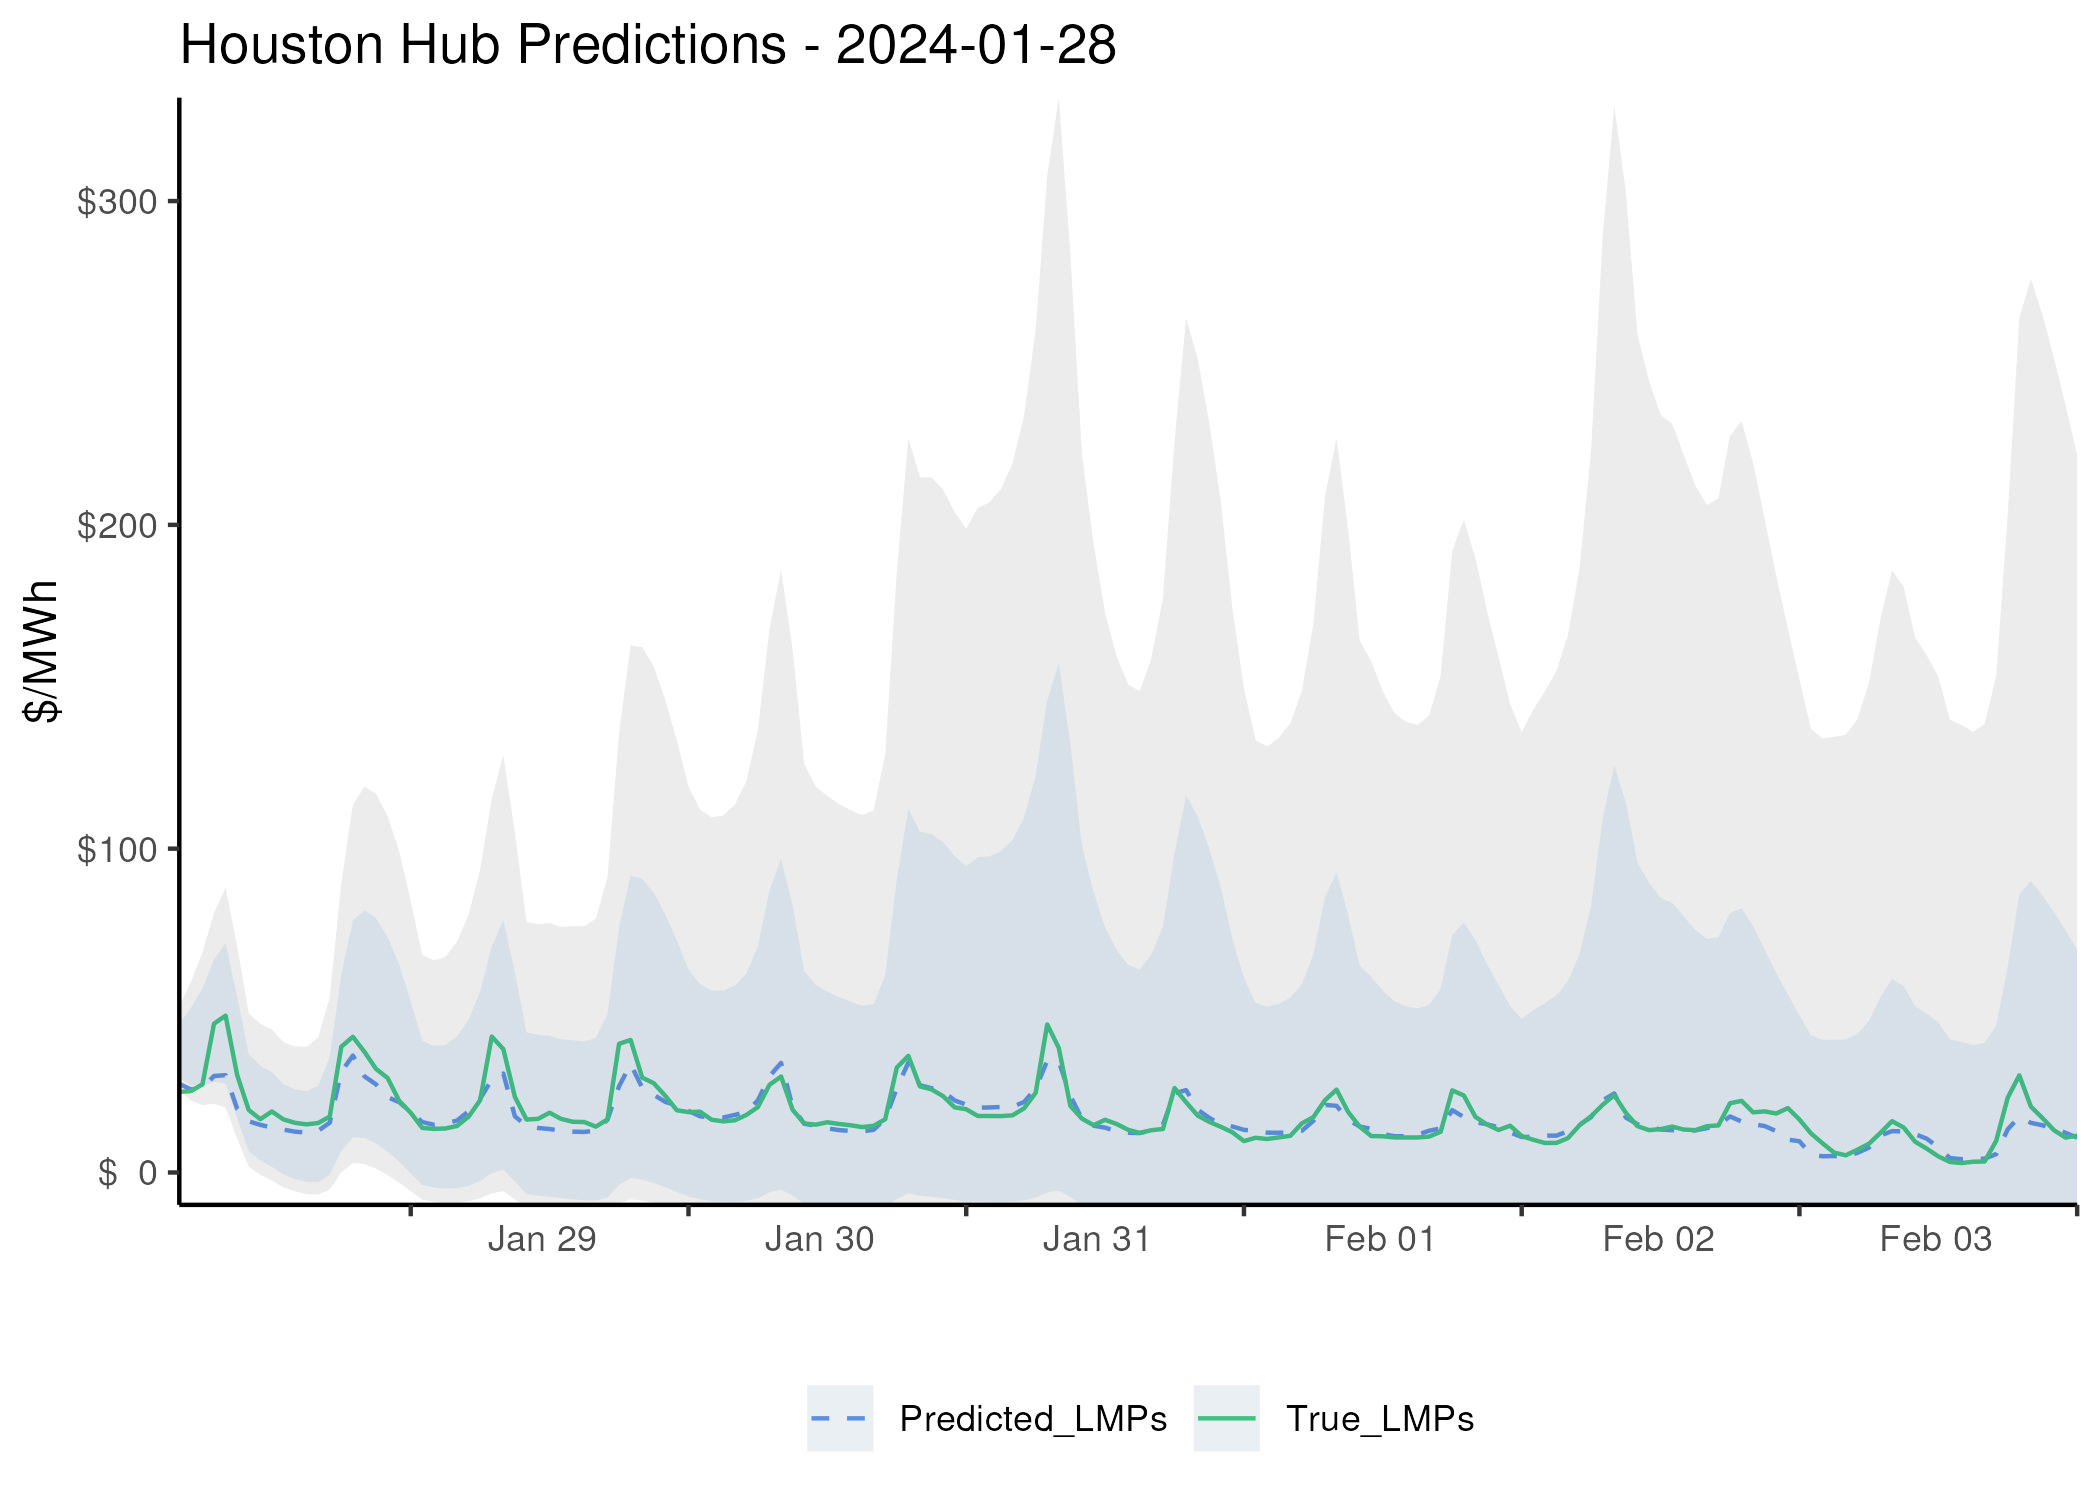 Houston Hub Predictions - 2024-01-28
$/MWh
$300
$200
$100
$  0
Jan 29
Jan 30
Jan 31
Feb 01
Feb 02
Feb 03
Predicted_LMPs
True_LMPs